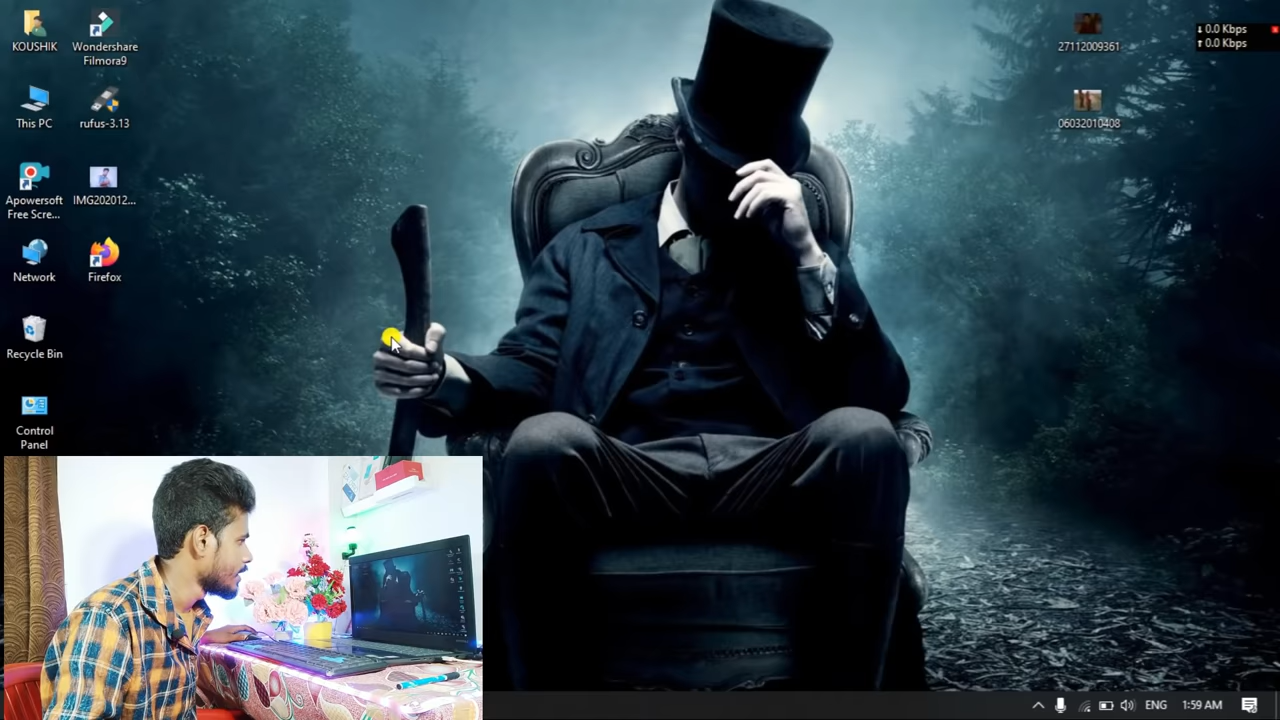 KOUSHIK
Wondershare
Filmora9
This PC
rufus-3.13
Apowersoft
Free Scre...
IMG202012...
Network
Firefox
Recycle Bin
Control
Panel
27112009361
06032010408
0.0 Kbps
0.0 Kbps
ENG
1:59 AM